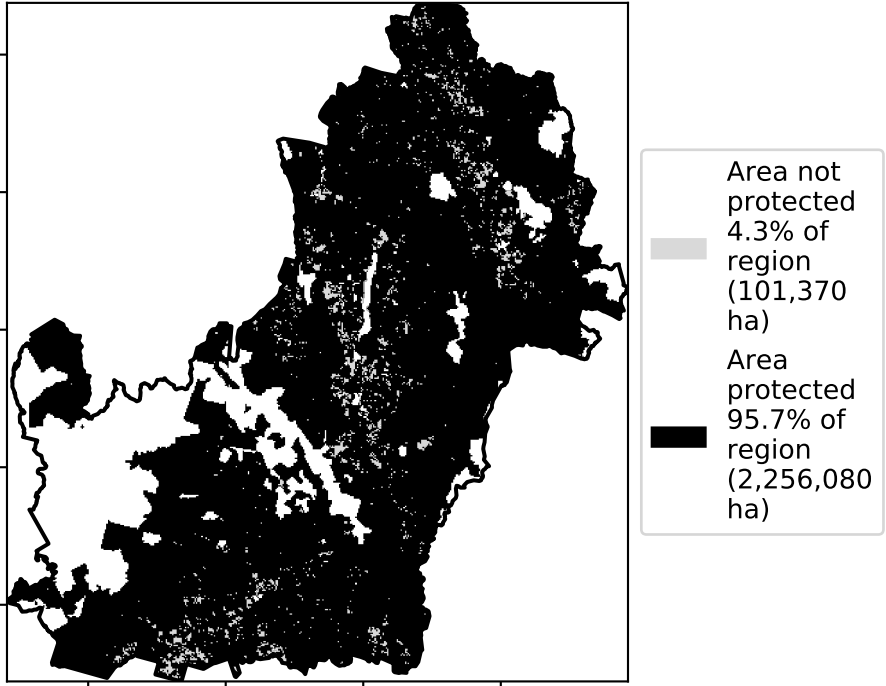 Area not
protected
4.3% of
region
(101,370
ha)
Area
protected
95.7% of
region
(2,256,080
ha)